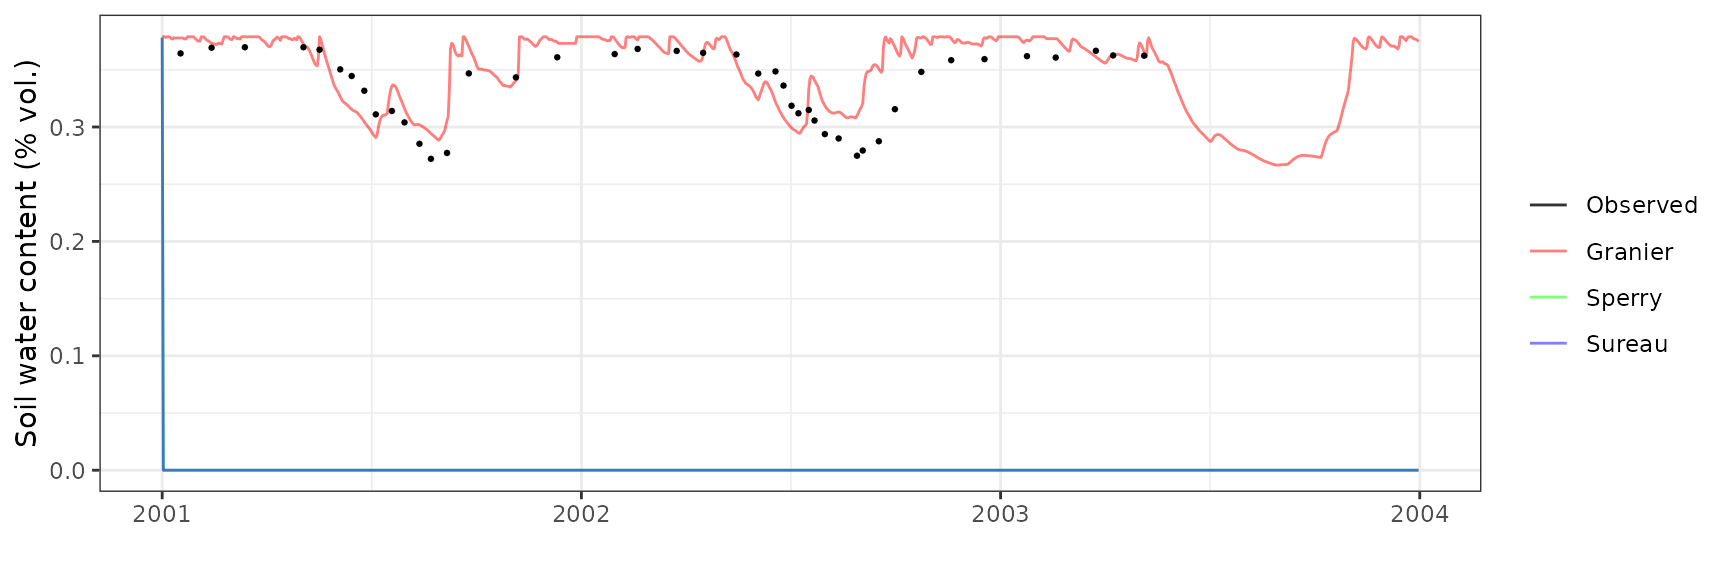 Soil water content (% vol.)
0.3
0.2
0.1
0.0
2001 2002 2003 2004
Observed
Granier
Sperry
Sureau